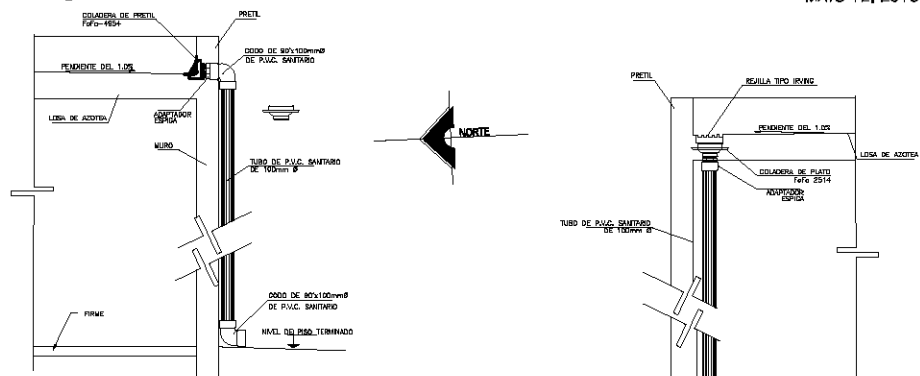 COLADERA DE PRETIL
FoFo-4954
PRETIL
CODO DE 90'x100mmØ
DE P.V.C. SANITARIO
PENDIENTE DEL 1.0%
LOSA DE AZOTEA
ADAPTADOR
ESPIGA
MURO
TUBO DE P.V.C. SANITARIO
DE 100mm Ø
CODO DE 90'x100mmØ
DE P.V.C. SANITARIO
FIRME
NIVEL DE PISO TERMINADO
NORTE
PRETIL
REJILLA TIPO IRVING
PENDIENTE DEL 1.0%
LOSA DE AZOTEA
COLADERA DE PLATO
FoFo 2514
ADAPTADOR
ESPIGA
TUBO DE P.V.C. SANITARIO
DE 100mm Ø